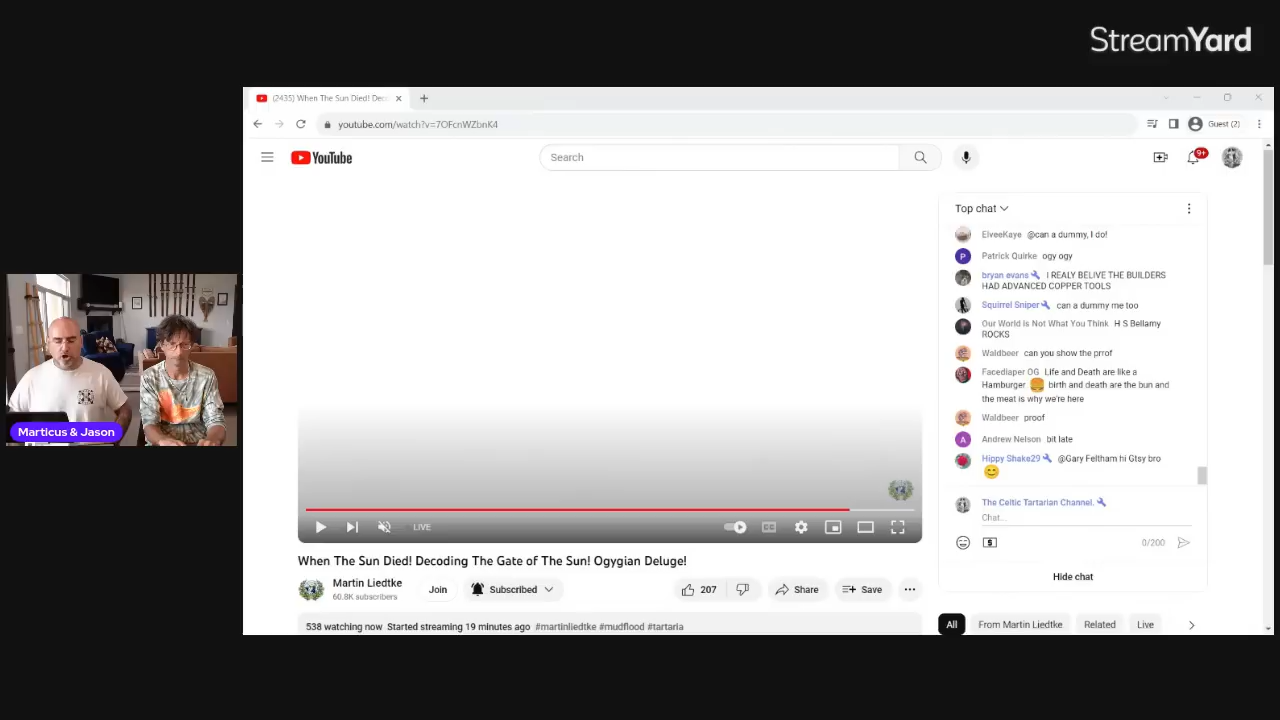 StreamYard
(2435) When The Sun Died! Deco
youtube.com/watch?v=7OFcnWZbnK4
Guest (2)
YouTube
Search
9+
Top chat
ElveeKaye @can a dummy, I do!
P Patrick Quirke ogy ogy
bryan evans I REALY BELIVE THE BUILDERS
HAD ADVANCED COPPER TOOLS
Squirrel Sniper can a dummy me too
Our World Is Not What You Think H S Bellamy
ROCKS
Waldbeer can you show the prrof
Facediaper OG Life and Death are like a
Hamburger 🍔 birth and death are the bun and
the meat is why we're here
Waldbeer proof
A Andrew Nelson bit late
Hippy Shake29 @Gary Feltham hi Gtsy bro
😊
The Celtic Tartarian Channel.
Chat...
0/200
Hide chat
Marticus & Jason
LIVE
When The Sun Died! Decoding The Gate of The Sun! Ogygian Deluge!
Martin Liedtke
60.8K subscribers
Join
Subscribed
207
Share
Save
538 watching now Started streaming 19 minutes ago #martinliedtke #mudflood #tartaria
All
From Martin Liedtke
Related
Live